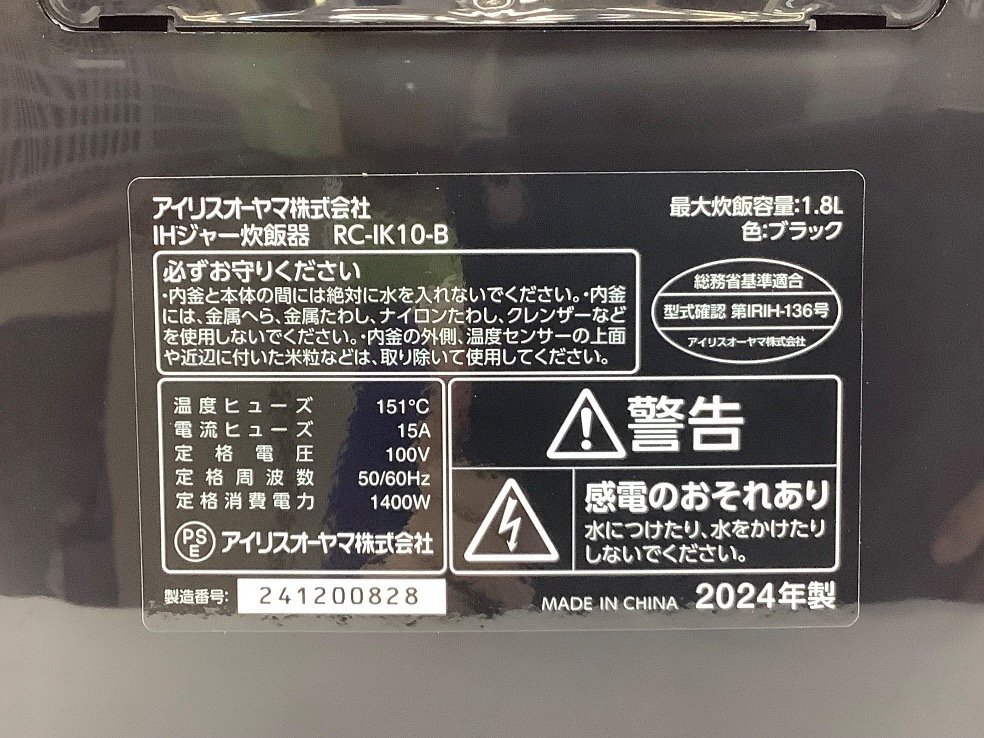 アイリスオーヤマ株式会社
最大炊飯容量:1.8L
IHジャー炊飯器 RC-IK10-B
色:ブラック
必ずお守りください
・内釜と本体の間には絶対に水を入れないでください。・内釜
には、金属へら、金属たわし、ナイロンたわし、クレンザーなど
を使用しないでください。・内釜の外側、温度センサーの上面
や近辺に付いた米粒などは、取り除いて使用してください。
総務省基準適合
型式確認 第IRIH-136号
アイリスオーヤマ株式会社
温度ヒューズ 151℃
電流ヒューズ 15A
定格電圧 100V
定格周波数 50/60Hz
定格消費電力 1400W
PSE アイリスオーヤマ株式会社
警告
感電のおそれあり
水につけたり、水をかけたり
しないでください。
製造番号: 241200828
MADE IN CHINA 2024年製